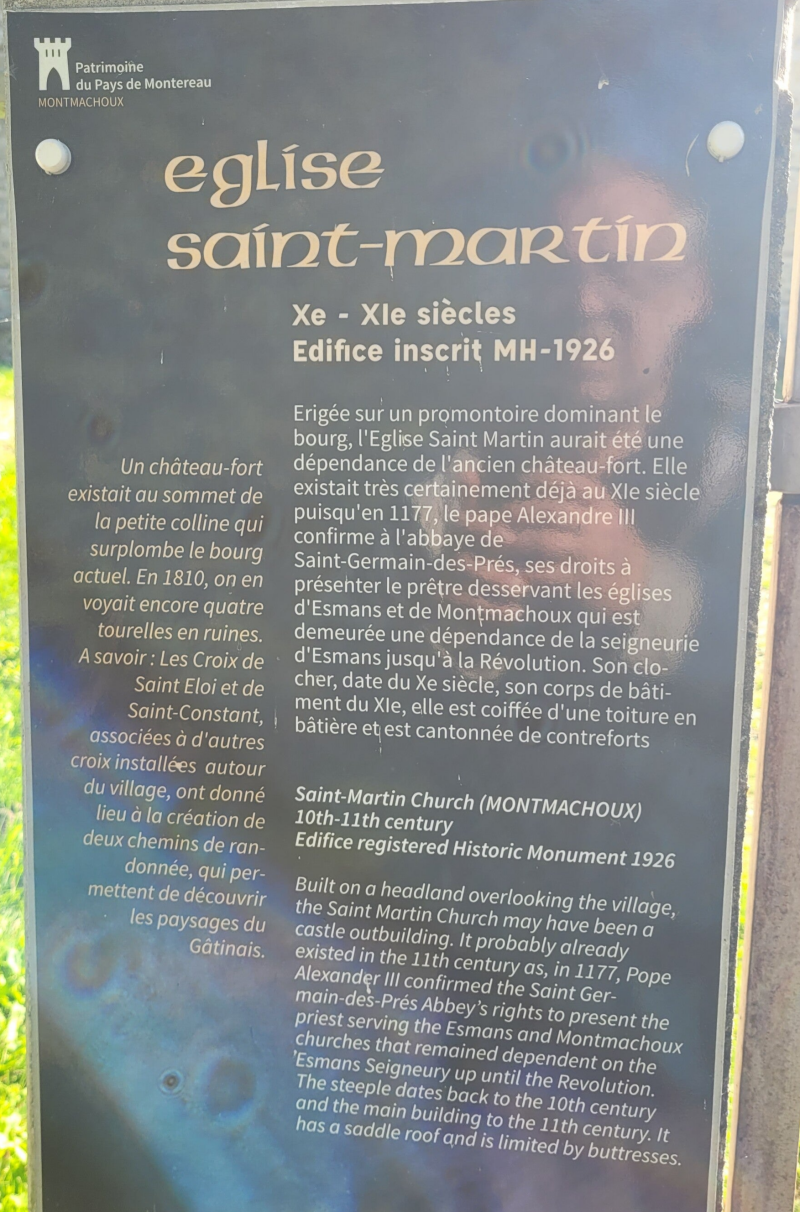 Patrimoine
du Pays de Montereau
MONTMACHOUX
eglise
saint-martin
Xe - XIe siècles
Edifice inscrit MH-1926
Un château-fort
existait au sommet de
la petite colline qui
surplombe le bourg
actuel. En 1810, on en
voyait encore quatre
tourelles en ruines.
A savoir : Les Croix de
Saint Eloi et de
Saint-Constant,
associées à d'autres
croix installées autour
du village, ont donné
lieu à la création de
deux chemins de ran-
donnée, qui per-
mettent de découvrir
les paysages du
Gâtinais.
Erigée sur un promontoire dominant le
bourg, l'Eglise Saint Martin aurait été une
dépendance de l'ancien château-fort. Elle
existait très certainement déjà au XIe siècle
puisqu'en 1177, le pape Alexandre III
confirme à l'abbaye de
Saint-Germain-des-Prés, ses droits à
présenter le prêtre desservant les églises
d'Esmans et de Montmachoux qui est
demeurée une dépendance de la seigneurie
d'Esmans jusqu'à la Révolution. Son clo-
cher, date du Xe siècle, son corps de bâti-
ment du XIe, elle est coiffée d'une toiture en
bâtière et est cantonnée de contreforts
Saint-Martin Church (MONTMACHOUX)
10th-11th century
Edifice registered Historic Monument 1926
Built on a headland overlooking the village,
the Saint Martin Church may have been a
castle outbuilding. It probably already
existed in the 11th century as, in 1177, Pope
Alexander III confirmed the Saint Ger-
main-des-Prés Abbey's rights to present the
priest serving the Esmans and Montmachoux
churches that remained dependent on the
'Esmans Seigneury up until the Revolution.
The steeple dates back to the 10th century
and the main building to the 11th century. It
has a saddle roof and is limited by buttresses.